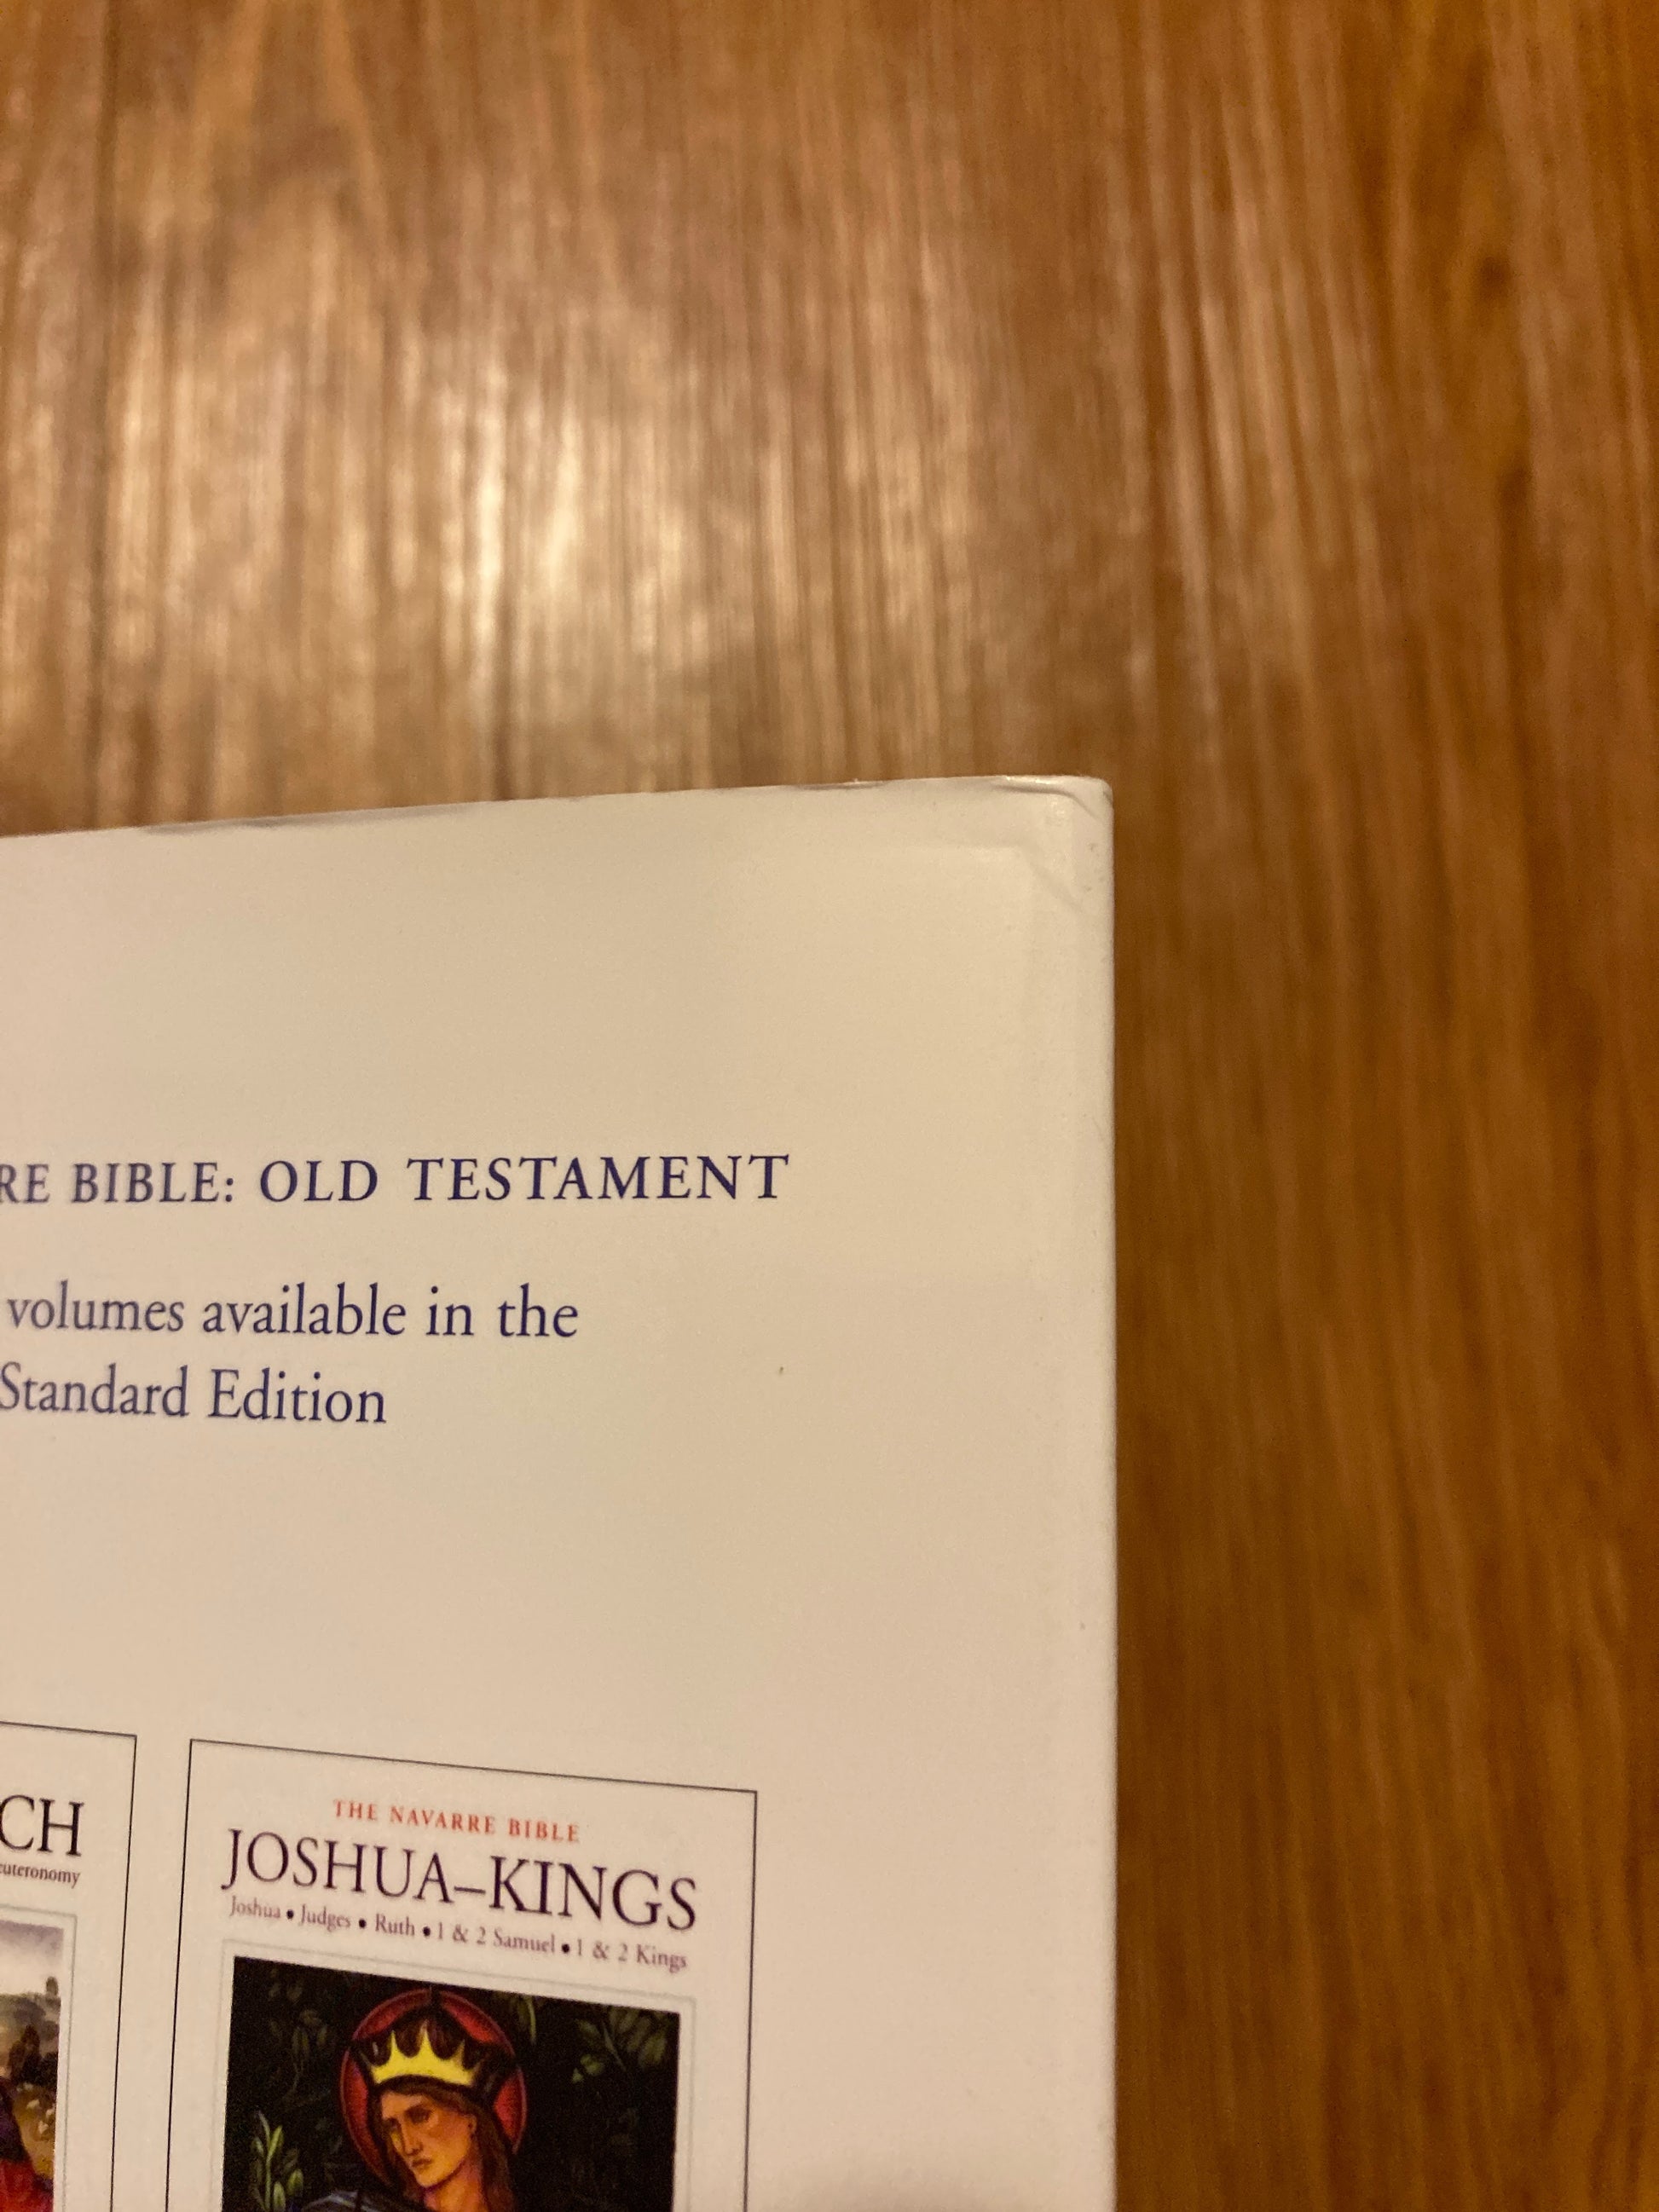 RE BIBLE: OLD TESTAMENT
volumes available in the
Standard Edition
CH
euteronomy
THE NAVARRE BIBLE
JOSHUA–KINGS
Joshua • Judges • Ruth • 1 & 2 Samuel • 1 & 2 Kings